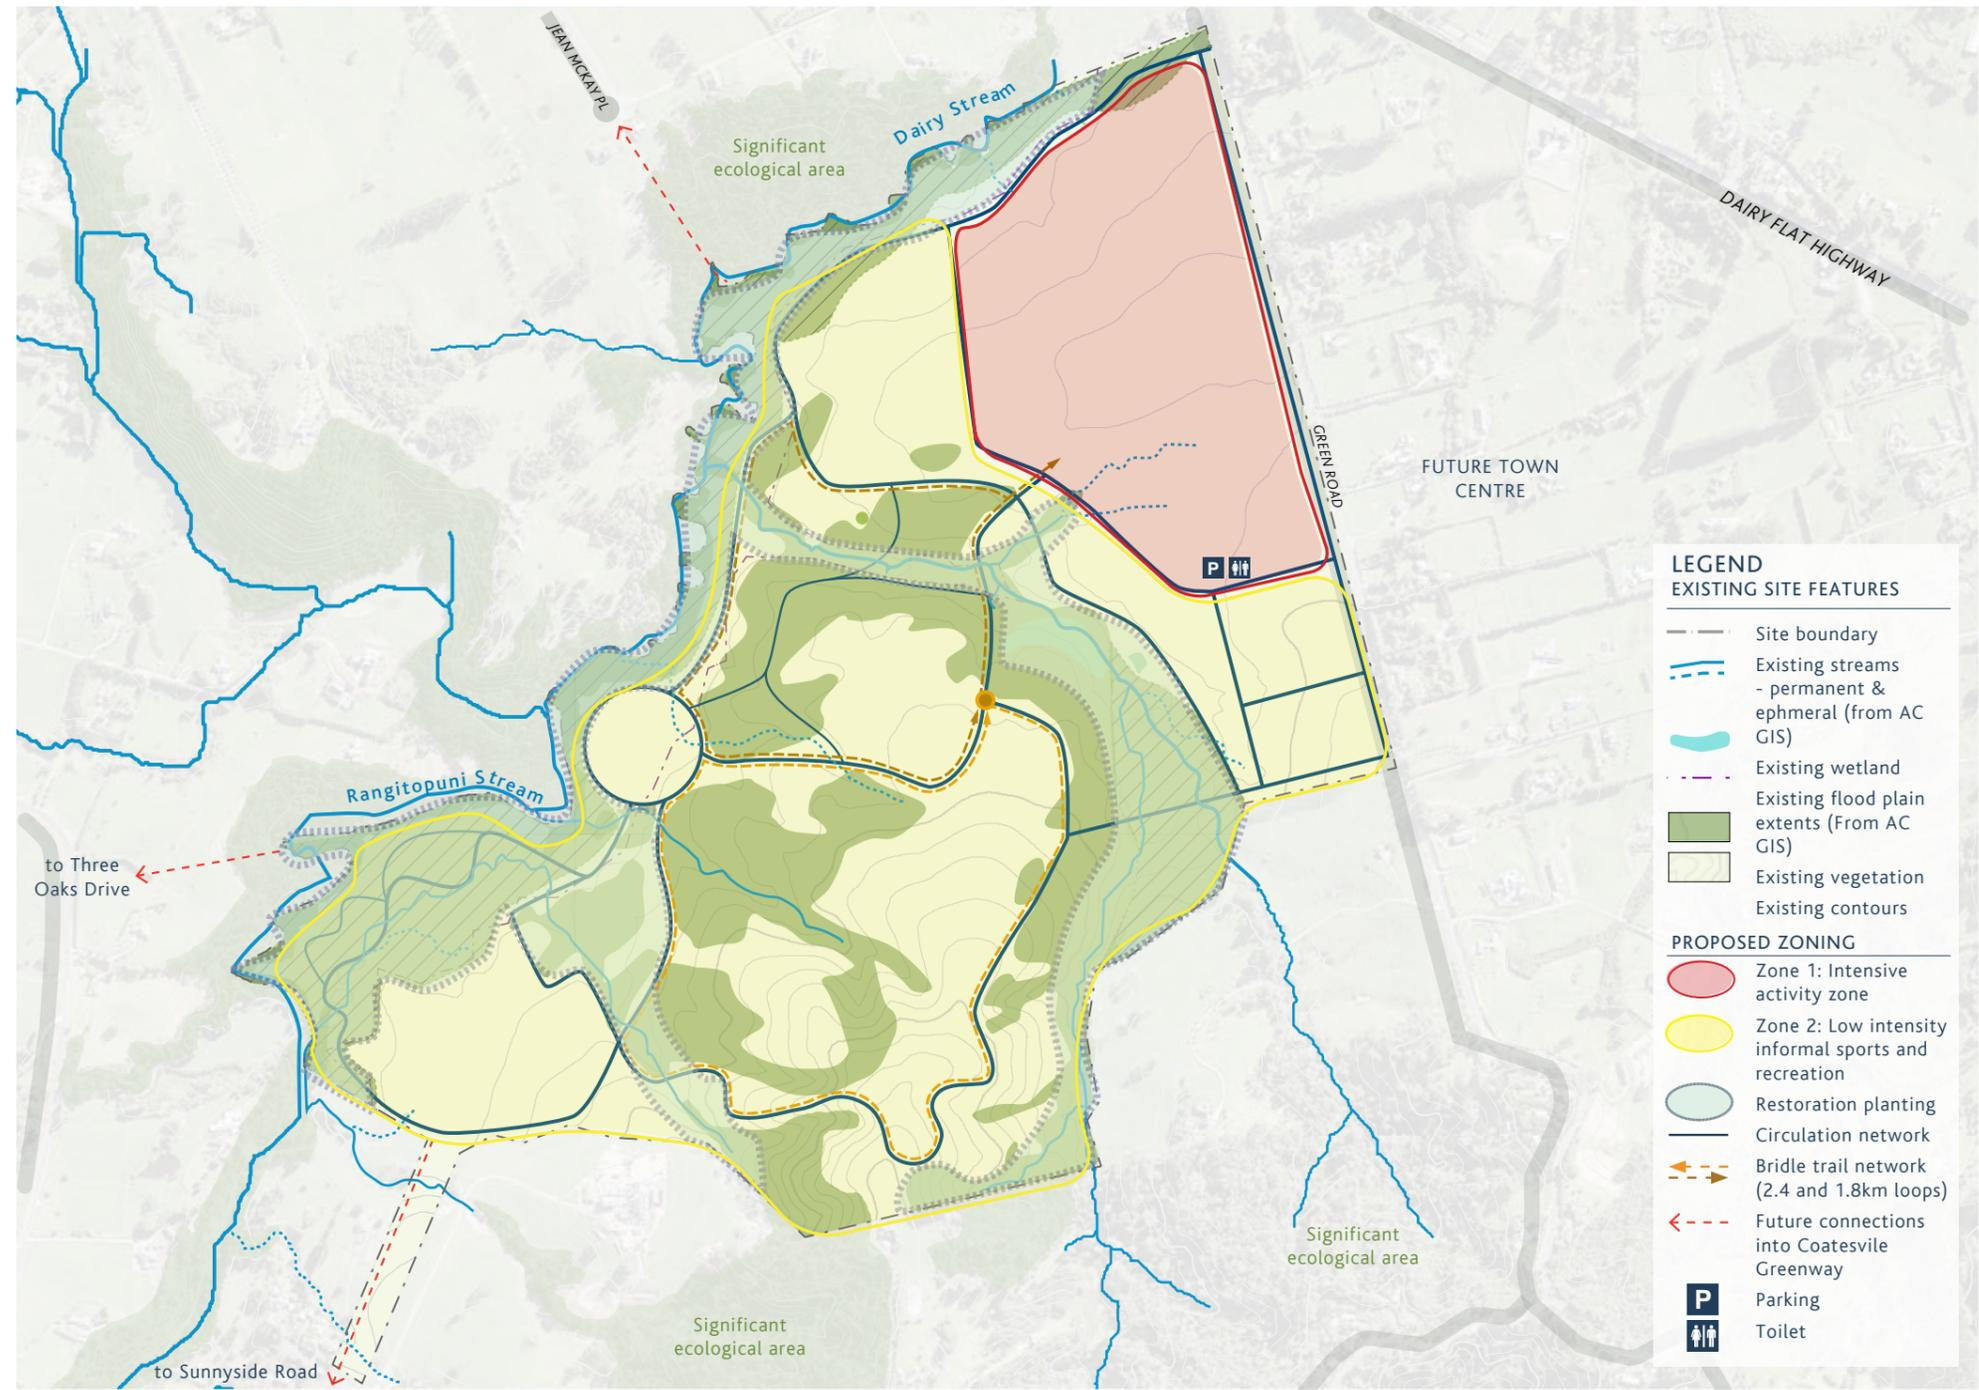 JEAN MCKAY PL
Dairy Stream
Significant
ecological area
DAIRY FLAT HIGHWAY
GREEN ROAD
FUTURE TOWN
CENTRE
P
Rangitopuni Stream
to Three
Oaks Drive
Significant
ecological area
Significant
ecological area
to Sunnyside Road
LEGEND
EXISTING SITE FEATURES
Site boundary
Existing streams
- permanent &
ephmeral (from AC
GIS)
Existing wetland
Existing flood plain
extents (From AC
GIS)
Existing vegetation
Existing contours
PROPOSED ZONING
Zone 1: Intensive
activity zone
Zone 2: Low intensity
informal sports and
recreation
Restoration planting
Circulation network
Bridle trail network
(2.4 and 1.8km loops)
Future connections
into Coatesvile
Greenway
P
Parking
Toilet